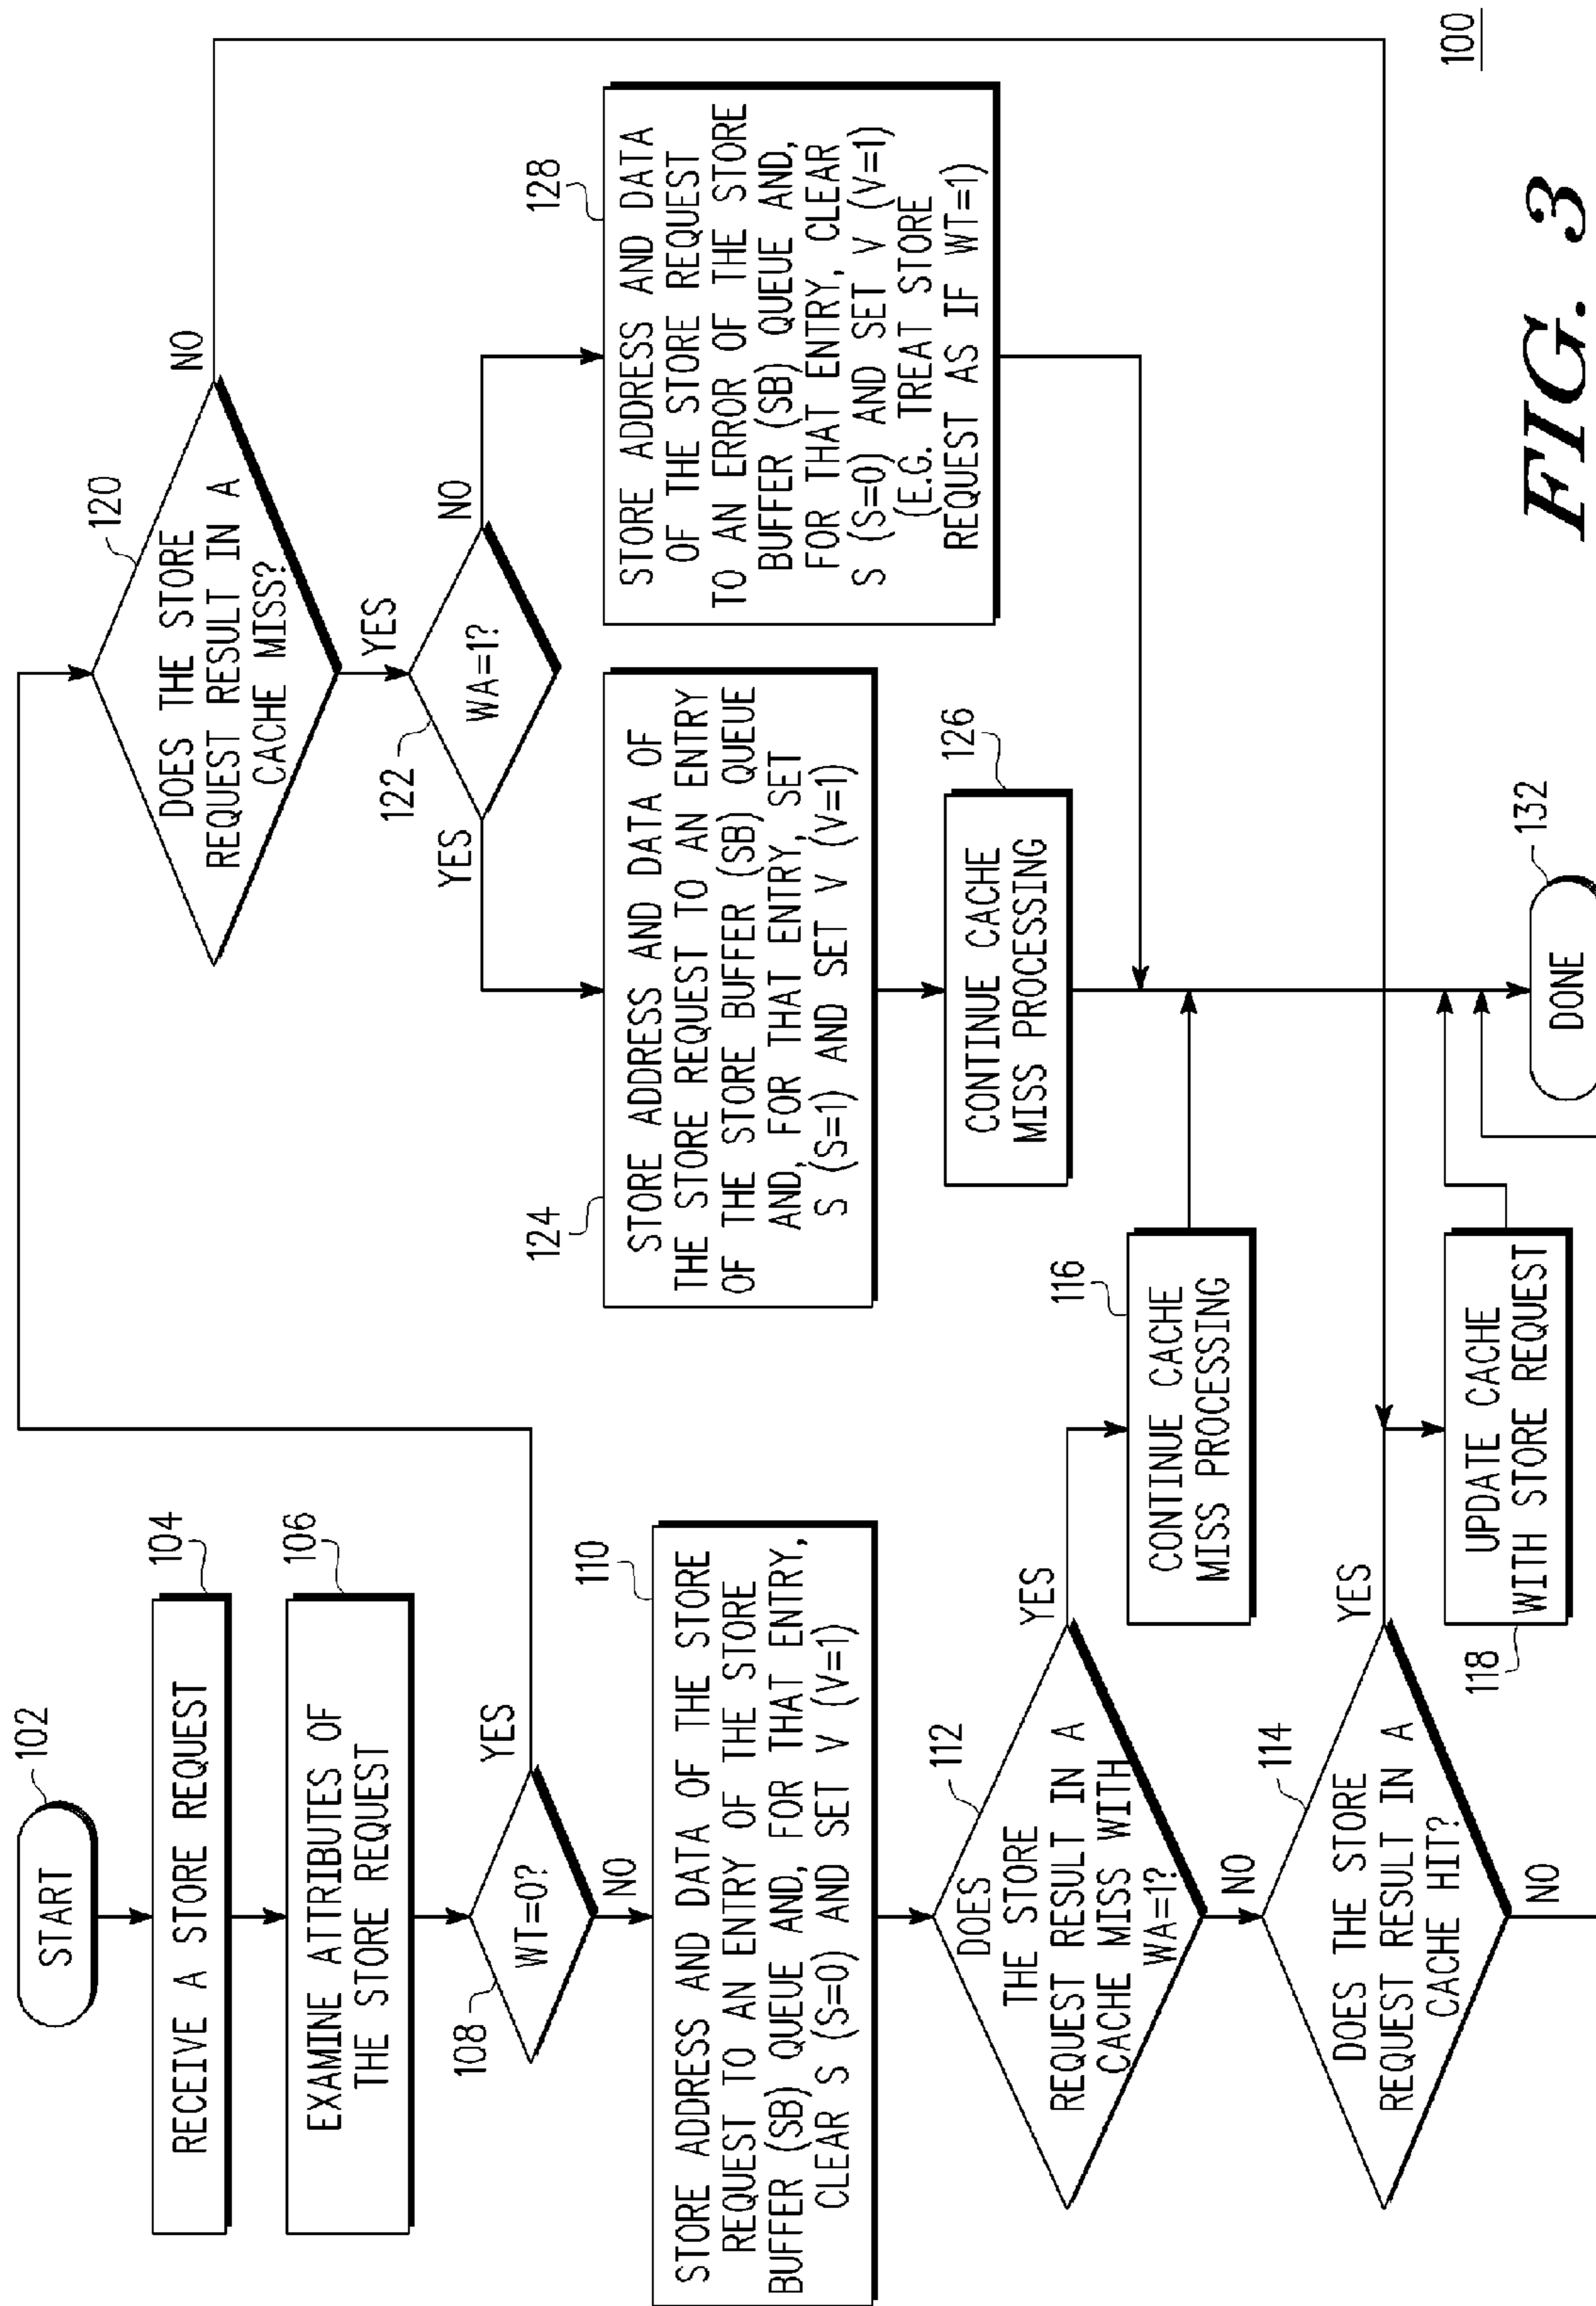 START
102
RECEIVE A STORE REQUEST
104
EXAMINE ATTRIBUTES OF
THE STORE REQUEST
106
WT=0?
108
YES
NO
STORE ADDRESS AND DATA OF THE STORE
REQUEST TO AN ENTRY OF THE STORE
BUFFER (SB) QUEUE AND, FOR THAT ENTRY,
CLEAR S (S=0) AND SET V (V=1)
110
DOES
THE STORE
REQUEST RESULT IN A
CACHE MISS WITH
WA=1?
112
YES
NO
CONTINUE CACHE
MISS PROCESSING
116
DOES THE STORE
REQUEST RESULT IN A
CACHE HIT?
114
YES
NO
UPDATE CACHE
WITH STORE REQUEST
118
DOES THE STORE
REQUEST RESULT IN A
CACHE MISS?
120
NO
YES
WA=1?
122
YES
NO
STORE ADDRESS AND DATA OF
THE STORE REQUEST TO AN ENTRY
OF THE STORE BUFFER (SB) QUEUE
AND, FOR THAT ENTRY, SET
S (S=1) AND SET V (V=1)
124
CONTINUE CACHE
MISS PROCESSING
126
STORE ADDRESS AND DATA
OF THE STORE REQUEST
TO AN ERROR OF THE STORE
BUFFER (SB) QUEUE AND,
FOR THAT ENTRY, CLEAR
S (S=0) AND SET V (V=1)
(E.G. TREAT STORE
REQUEST AS IF WT=1)
128
DONE
132
100
FIG. 3